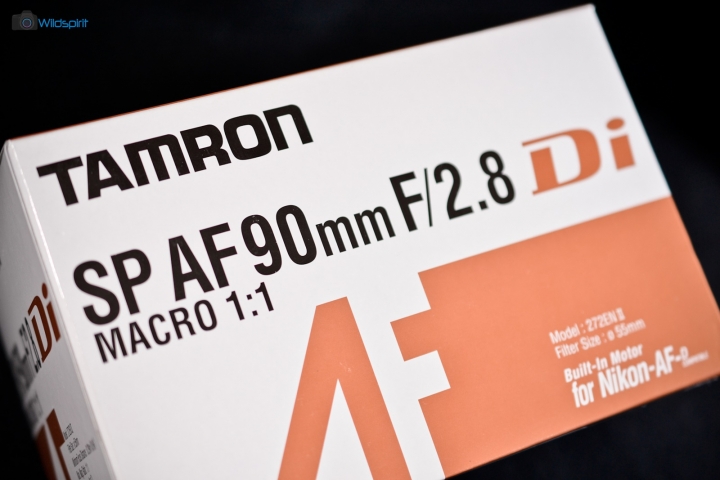 Wildspirit
TAMRON
SP AF 90mm F/2.8 Di
MACRO 1:1
AF
Model : 272EN II
Filter Size : ø 55mm
Built-in Motor
for Nikon-AF-D
Di